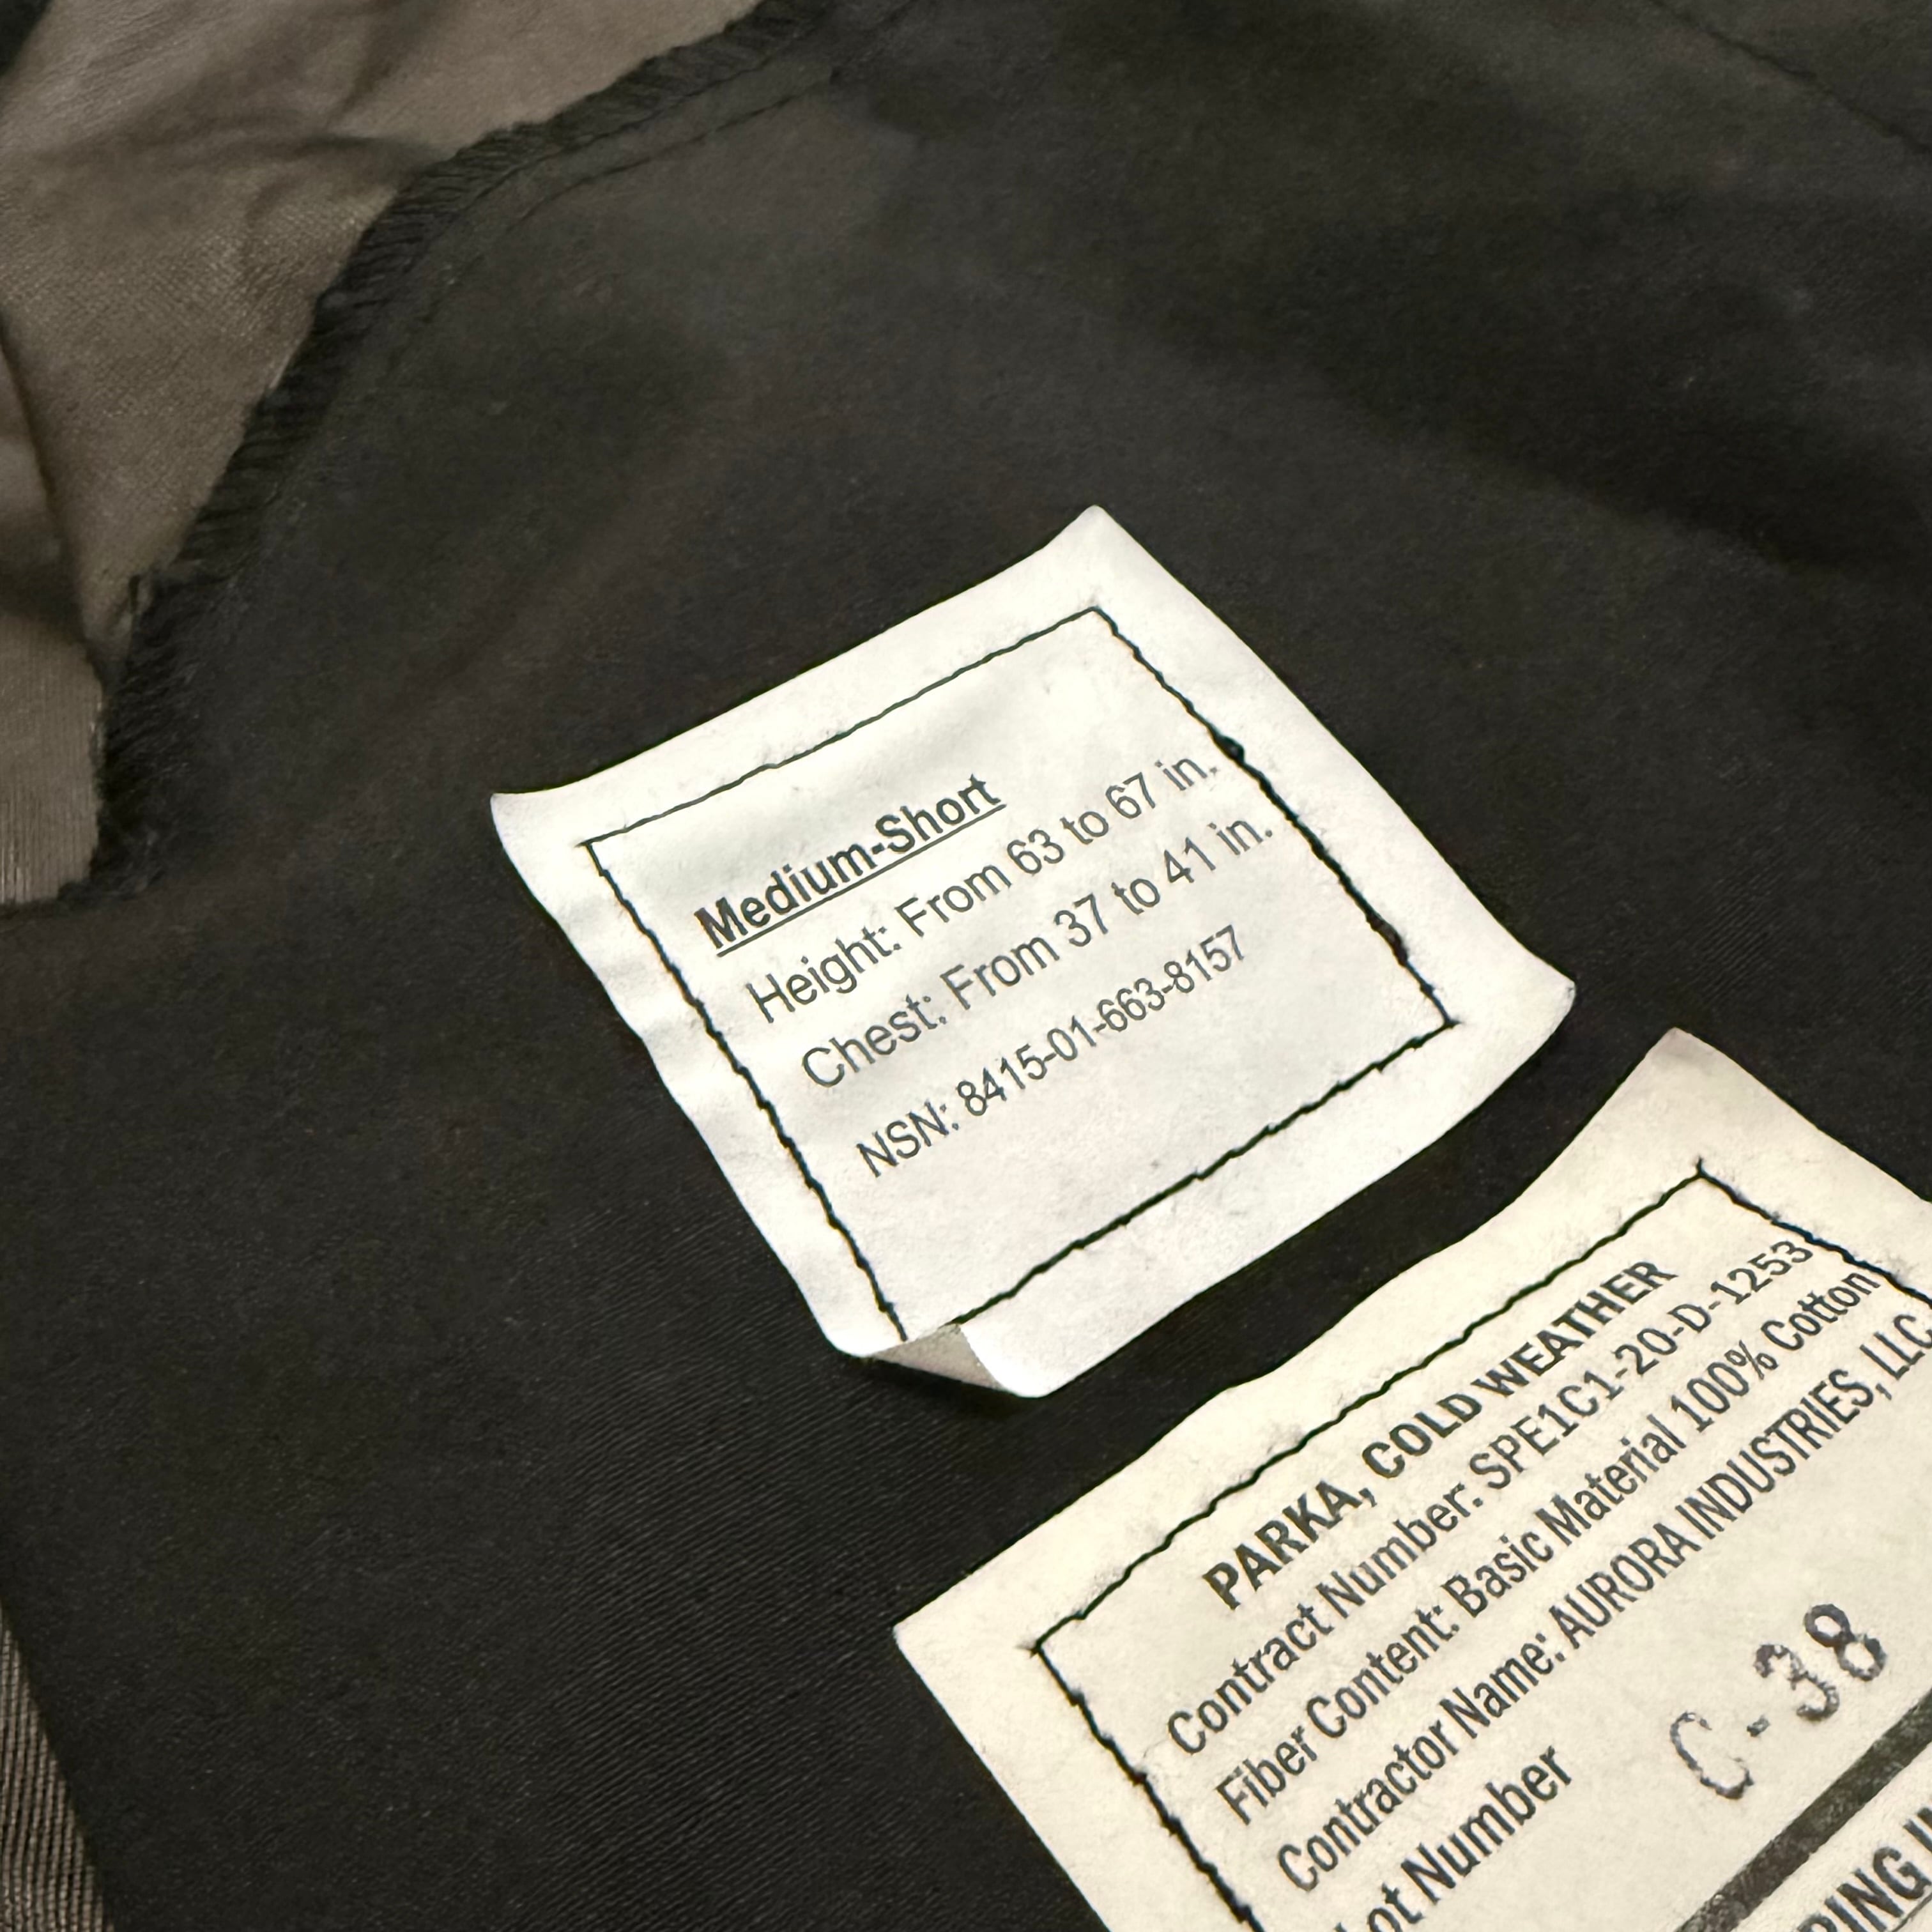 Medium-Short
Height: From 63 to 67 in.
Chest: From 37 to 41 in.
NSN: 8415-01-663-8157
PARKA, COLD WEATHER
Contract Number: SPE1C1-20-D-1253
Fiber Content: Basic Material 100% Cotton
Contractor Name: AURORA INDUSTRIES, LLC
Lot Number C-38